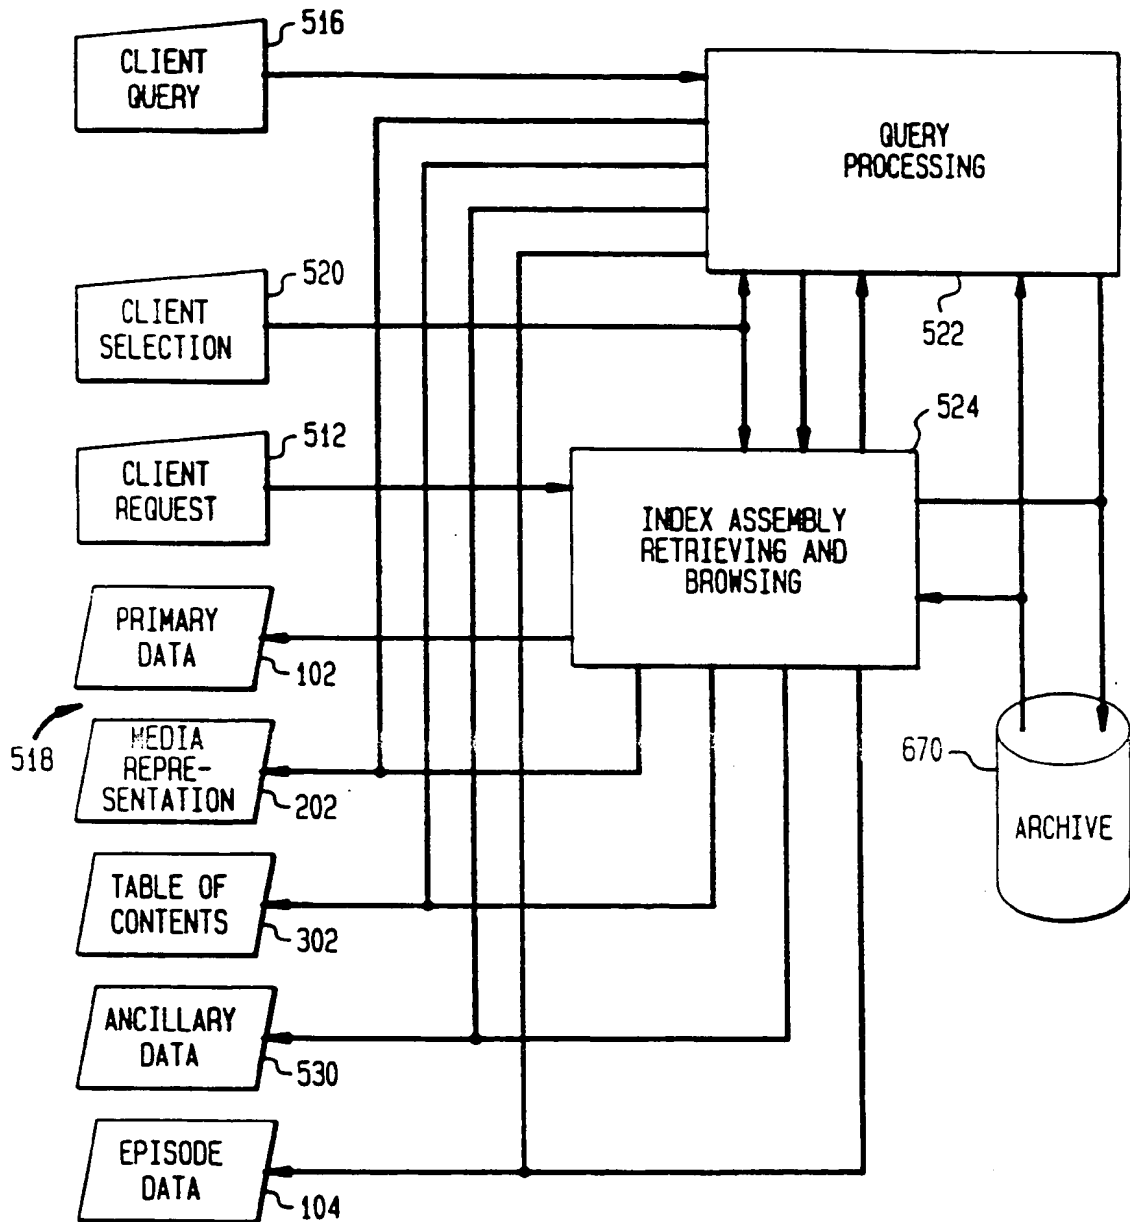 516
CLIENT
QUERY
QUERY
PROCESSING
520
CLIENT
SELECTION
522
524
512
CLIENT
REQUEST
INDEX ASSEMBLY
RETRIEVING AND
BROWSING
PRIMARY
DATA
102
518
MEDIA
REPRE-
SENTATION
202
670
ARCHIVE
TABLE OF
CONTENTS
302
ANCILLARY
DATA
530
EPISODE
DATA
104